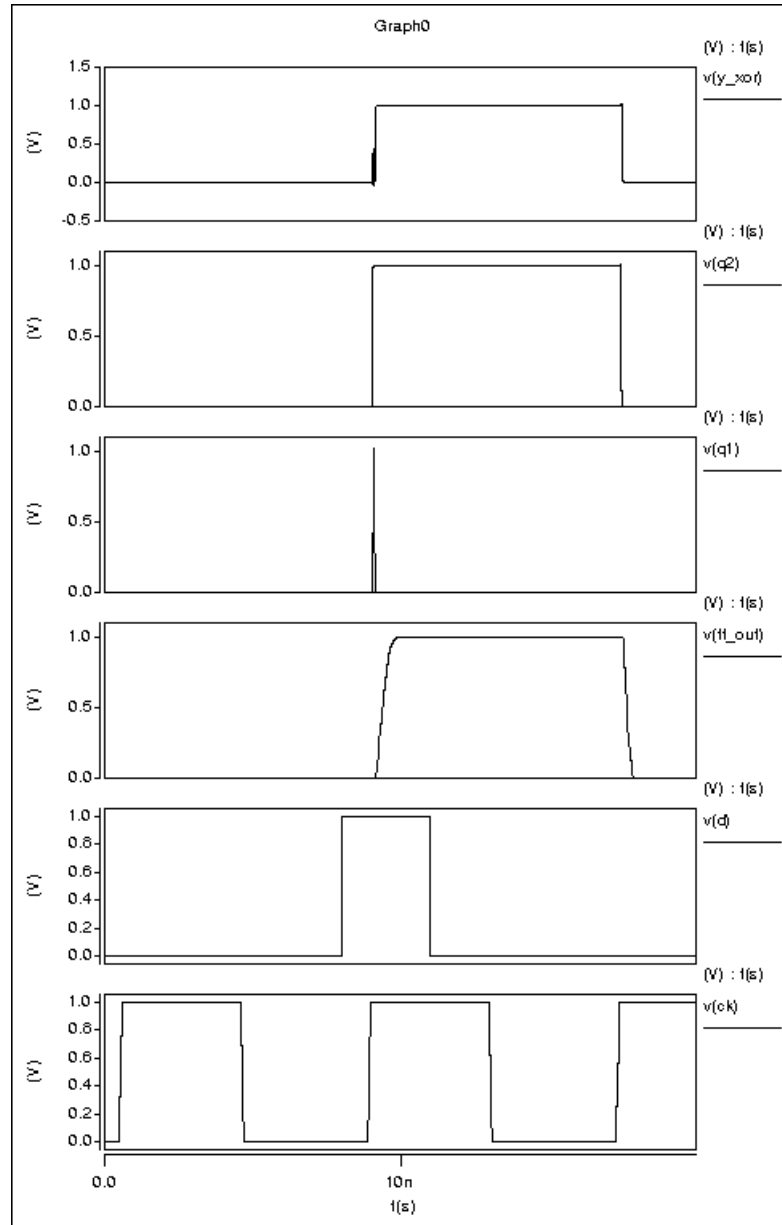 Graph0
(V) : t(s)
v(y_xor)
1.5
1.0
0.5
0.0
-0.5
(V)
(V) : t(s)
v(q2)
1.0
0.5
0.0
(V)
(V) : t(s)
v(q1)
1.0
0.5
0.0
(V)
(V) : t(s)
v(ff_out)
1.0
0.5
0.0
(V)
(V) : t(s)
v(d)
1.0
0.8
0.6
0.4
0.2
0.0
(V)
(V) : t(s)
v(ck)
1.0
0.8
0.6
0.4
0.2
0.0
(V)
0.0 10n
t(s)